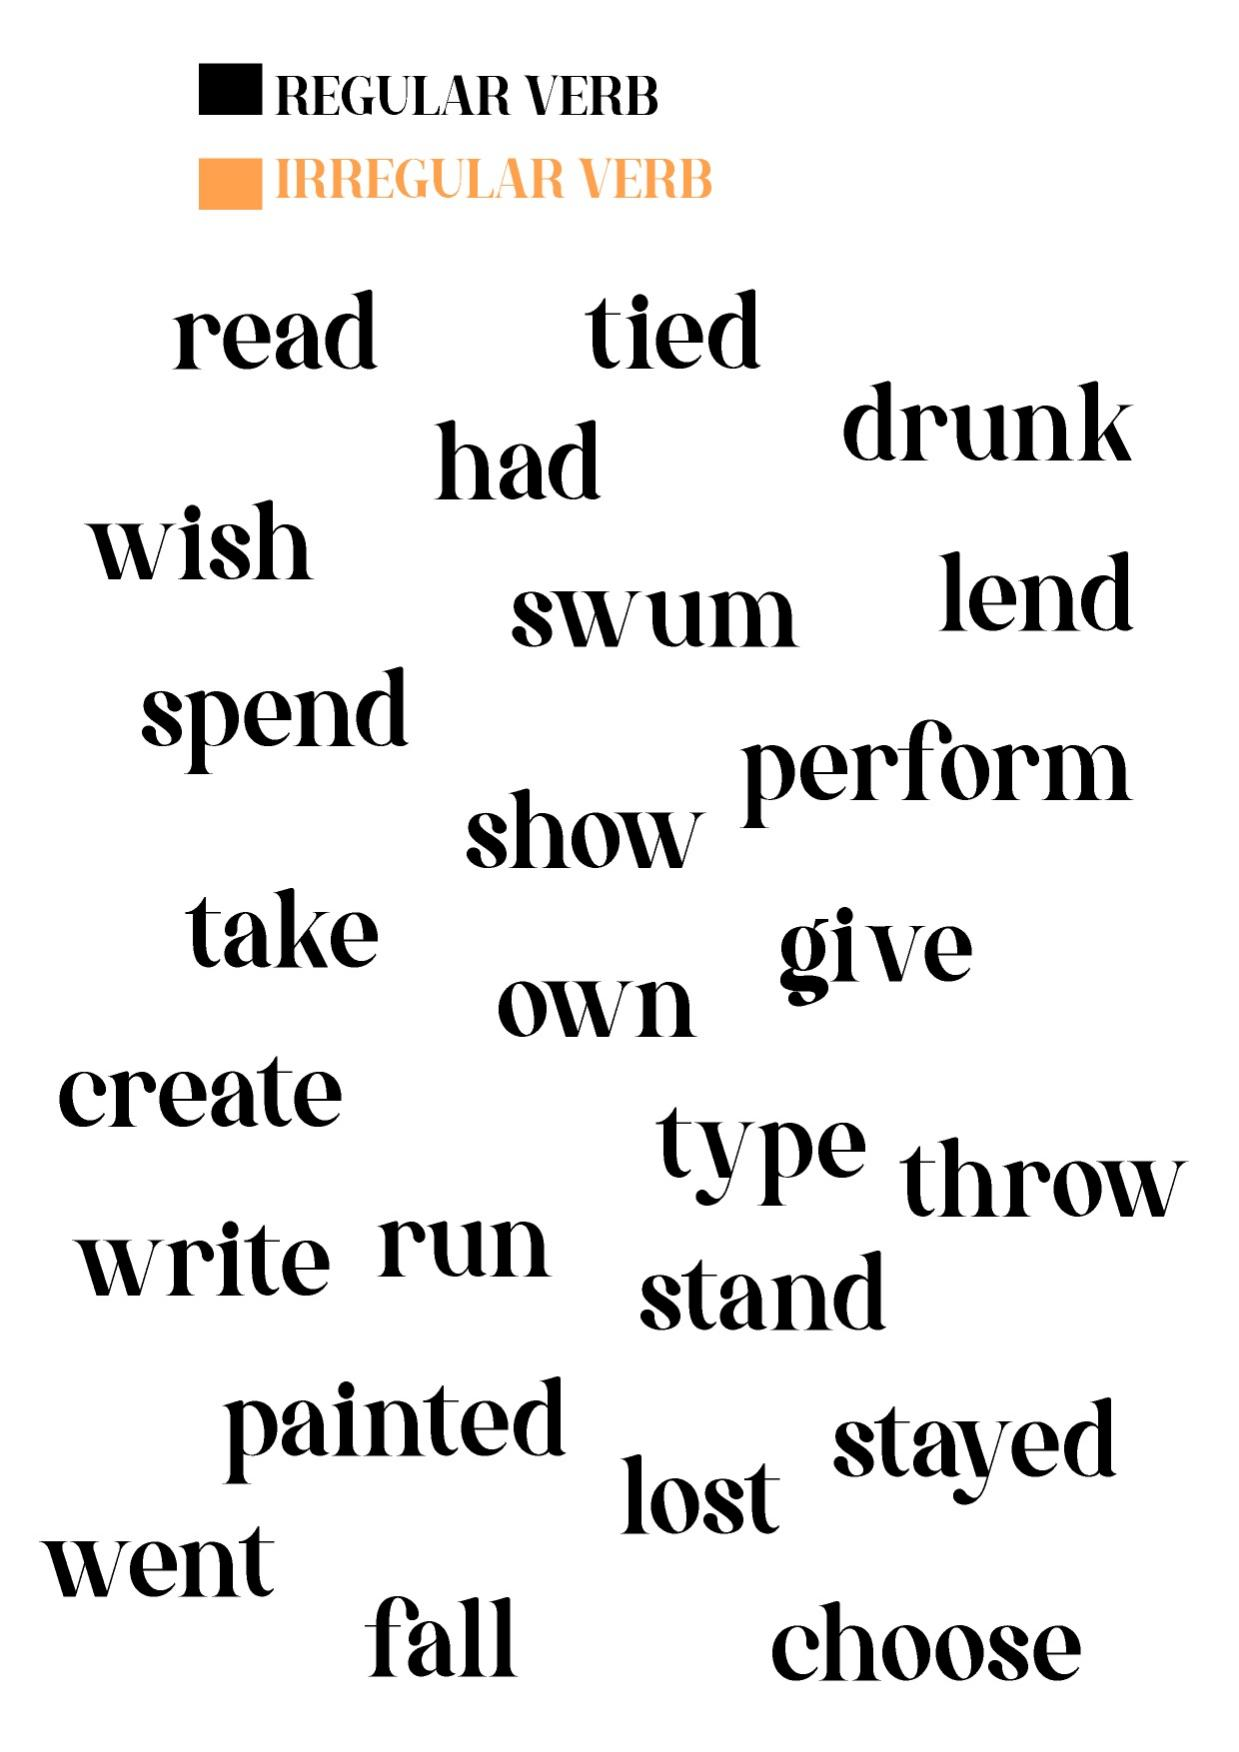 REGULAR VERB
IRREGULAR VERB
read
tied
drunk
had
wish
lend
swum
spend
perform
show
take
give
own
create
type
throw
write
run
stand
painted
stayed
lost
went
fall
choose